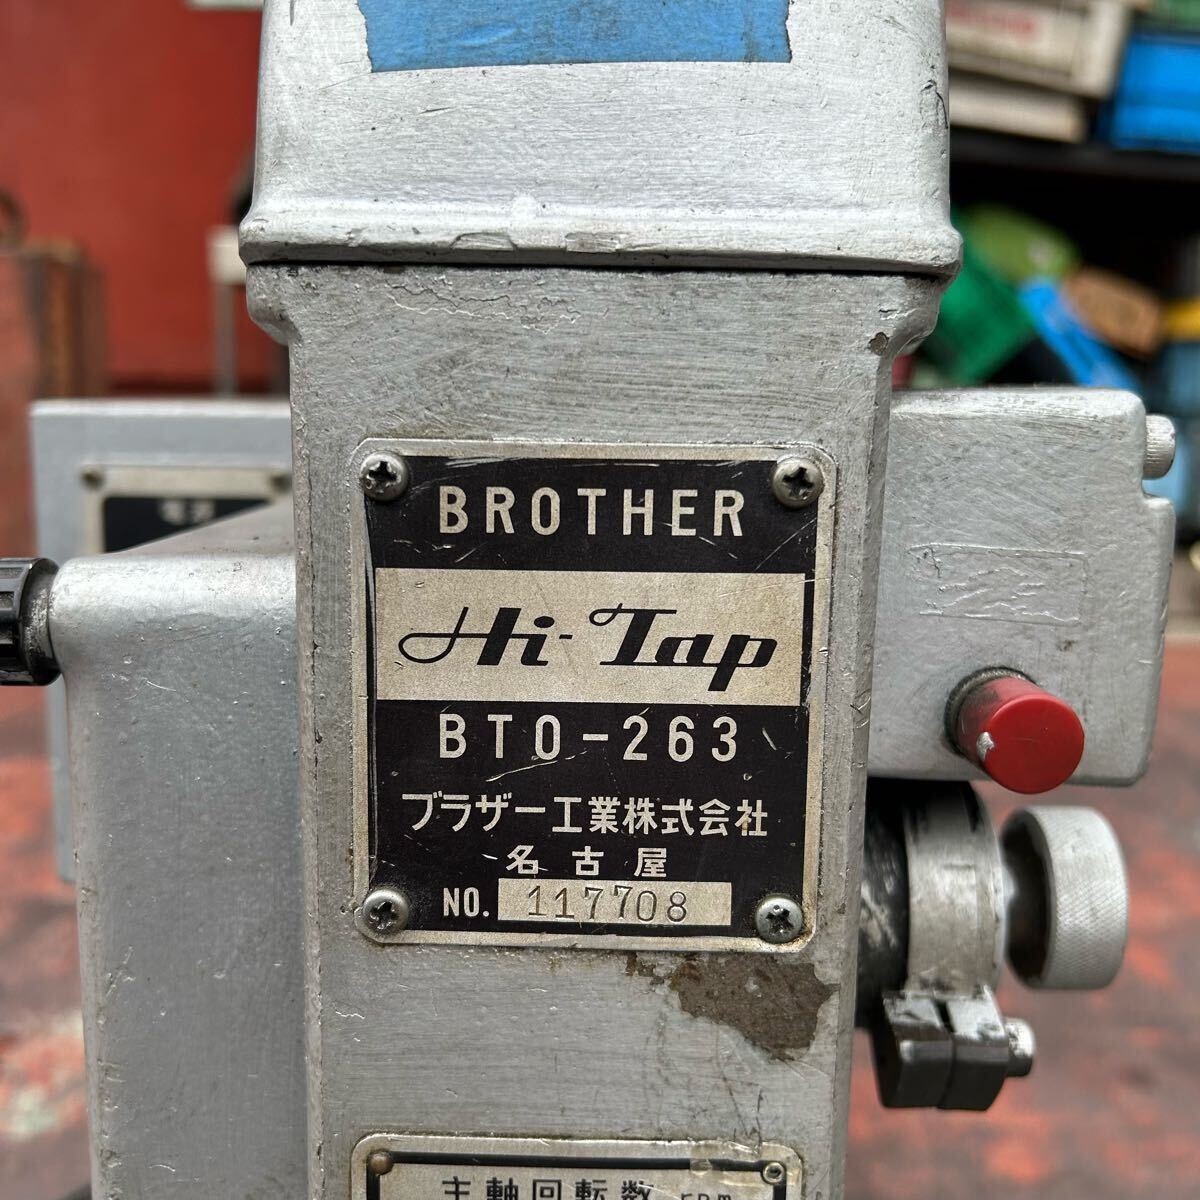 BROTHER
Hi-Tap
BTO-263
ブラザー工業株式会社
名古屋
NO. 117708
主軸回転数 r.p.m